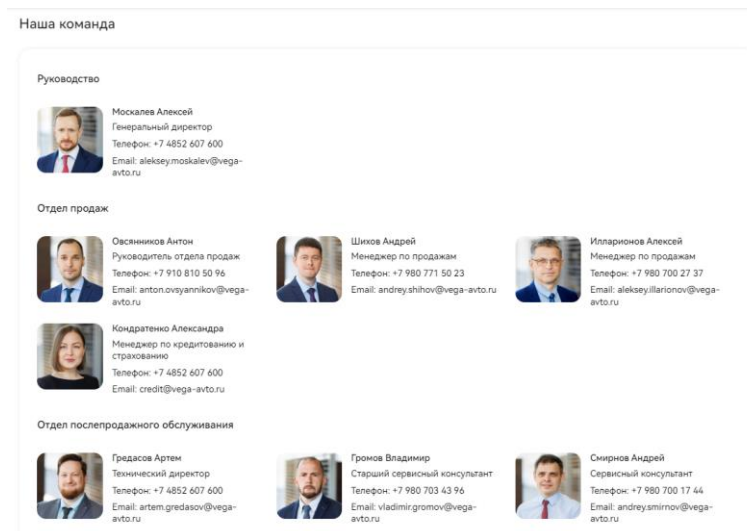 Наша команда
Руководство
Москалев Алексей
Генеральный директор
Телефон: +7 4852 607 600
Email: aleksey.moskalev@vega-
avto.ru
Отдел продаж
Овсянников Антон
Руководитель отдела продаж
Телефон: +7 910 810 50 96
Email: anton.ovsyannikov@vega-
avto.ru
Шихов Андрей
Менеджер по продажам
Телефон: +7 980 771 50 23
Email: andrey.shihov@vega-avto.ru
Илларионов Алексей
Менеджер по продажам
Телефон: +7 980 700 27 37
Email: aleksey.illarionov@vega-
avto.ru
Кондратенко Александра
Менеджер по кредитованию и
страхованию
Телефон: +7 4852 607 600
Email: credit@vega-avto.ru
Отдел послепродажного обслуживания
Гредасов Артем
Технический директор
Телефон: +7 4852 607 600
Email: artem.gredasov@vega-
avto.ru
Громов Владимир
Старший сервисный консультант
Телефон: +7 980 703 43 96
Email: vladimir.gromov@vega-
avto.ru
Смирнов Андрей
Сервисный консультант
Телефон: +7 980 700 17 44
Email: andrey.smirnov@vega-
avto.ru